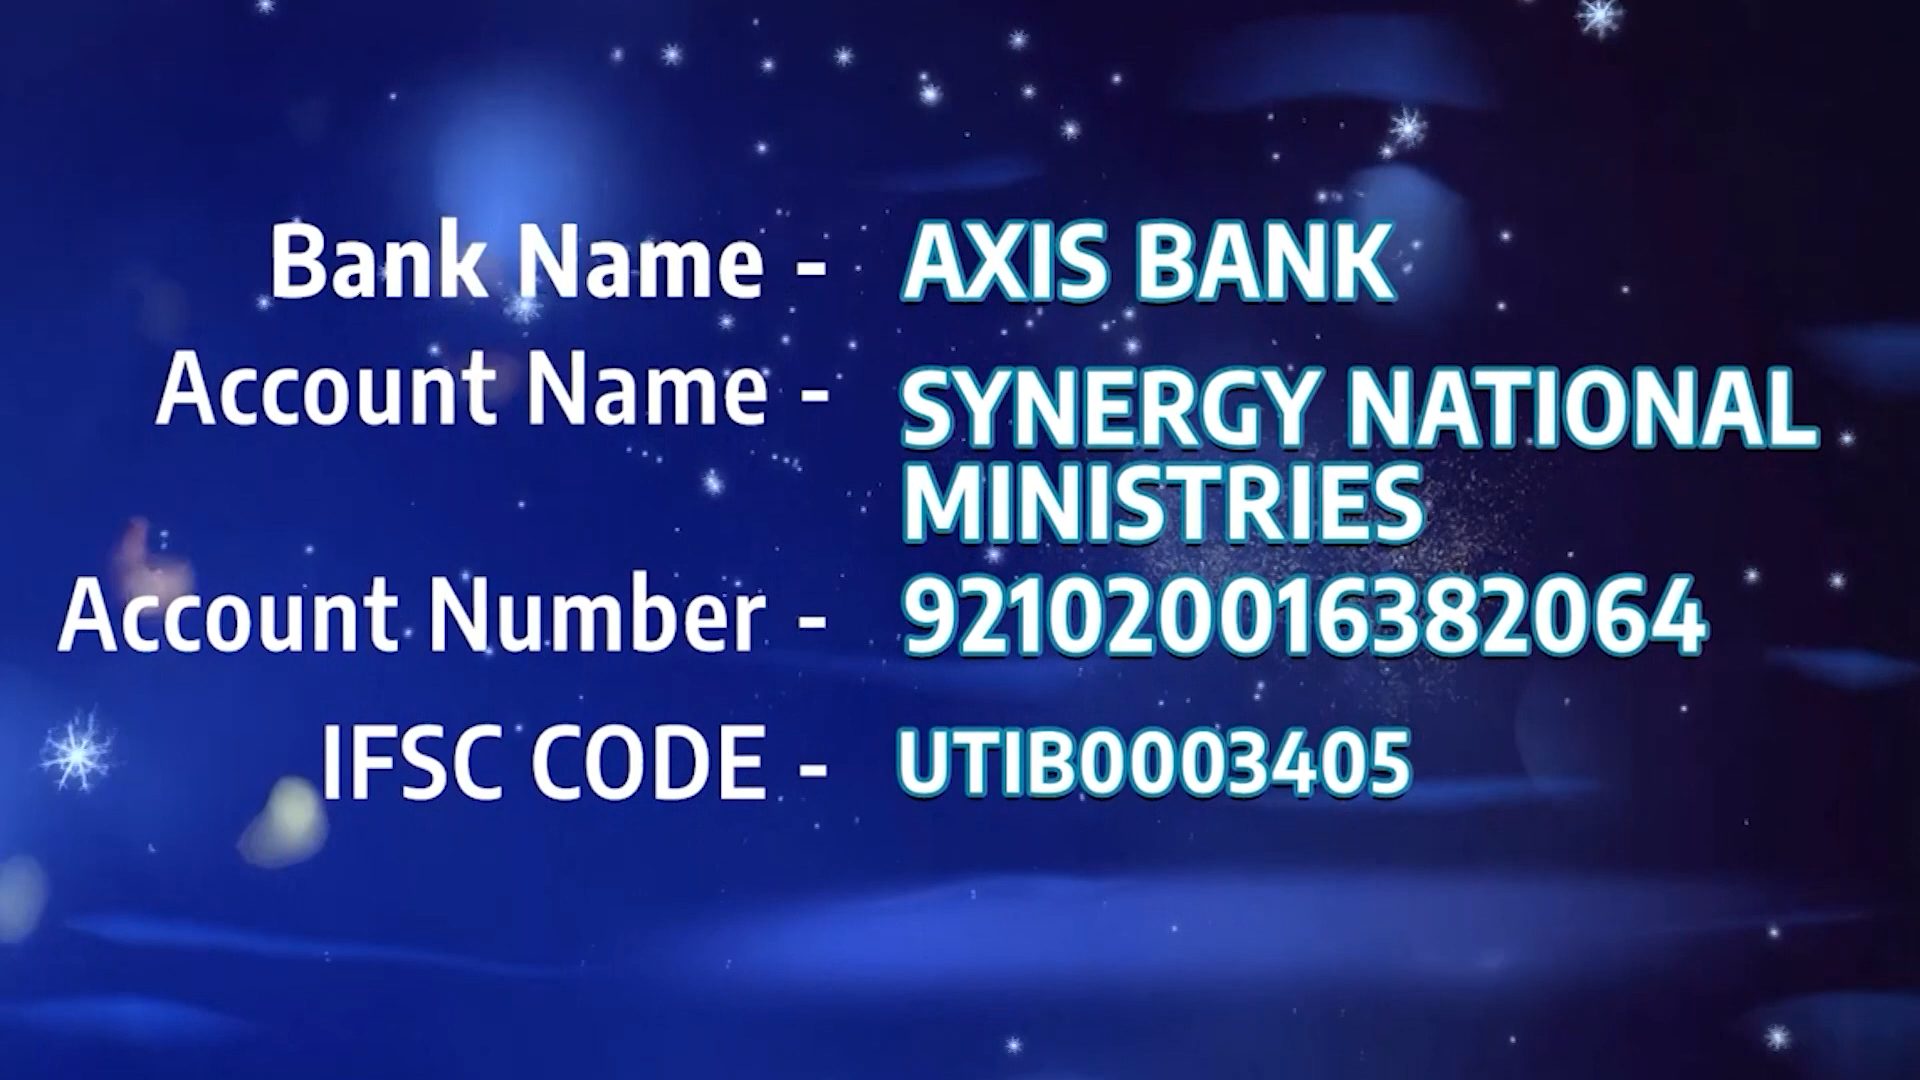 Bank Name - AXIS BANK
Account Name - SYNERGY NATIONAL
MINISTRIES
Account Number - 921020016382064
IFSC CODE - UTIB0003405